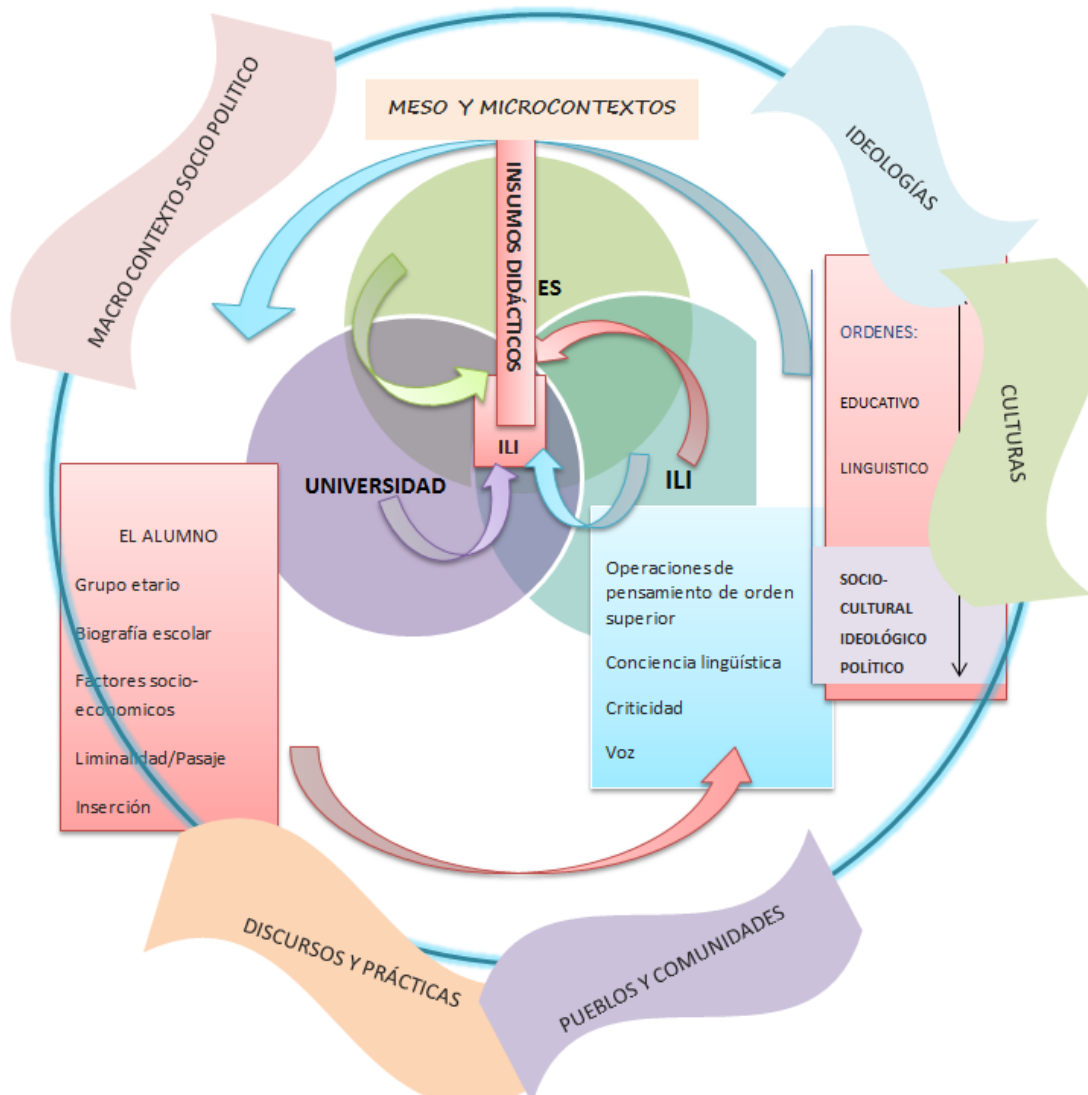 MACRO CONTEXTO SOCIO POLITICO
MESO Y MICROCONTEXTOS
IDEOLOGÍAS
CULTURAS
INSUMOS DIDÁCTICOS
ES
UNIVERSIDAD
ILI
ILI
ORDENES:
EDUCATIVO
LINGUISTICO
SOCIO-
CULTURAL
IDEOLÓGICO
POLÍTICO
EL ALUMNO
Grupo etario
Biografía escolar
Factores socio-
economicos
Liminalidad/Pasaje
Inserción
Operaciones de
pensamiento de orden
superior
Conciencia lingüística
Criticidad
Voz
DISCURSOS Y PRÁCTICAS
PUEBLOS Y COMUNIDADES